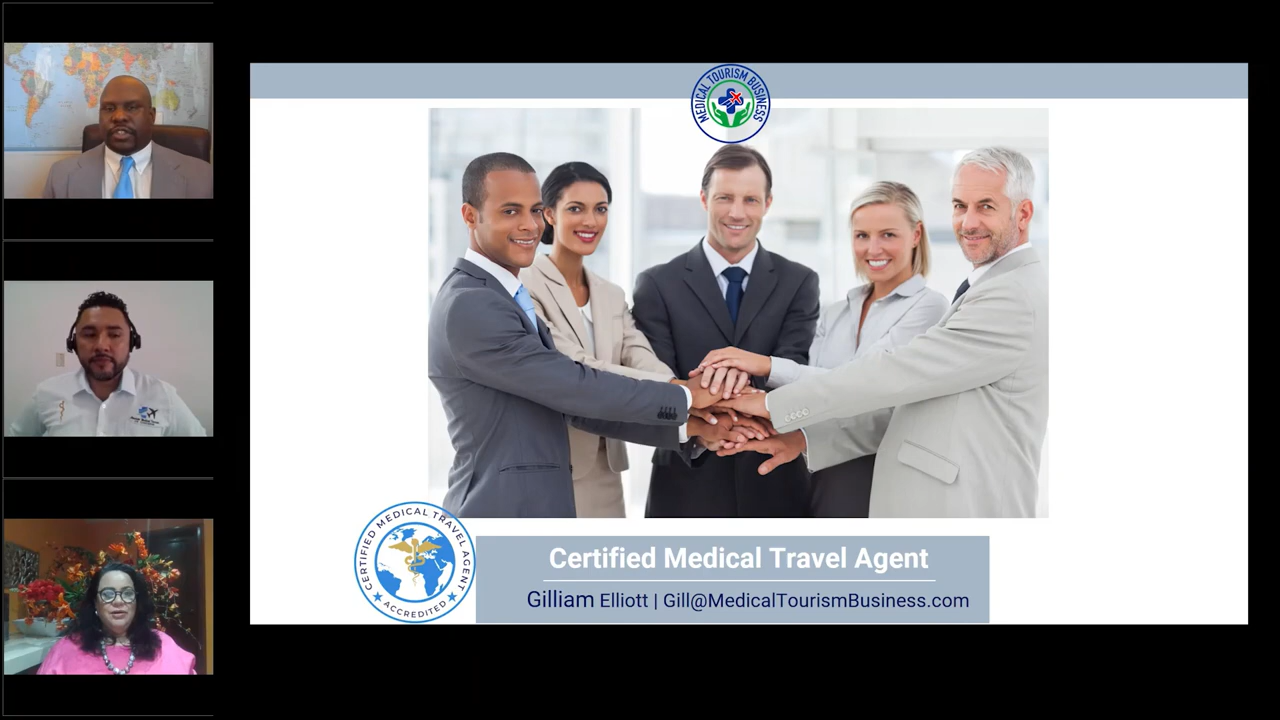 MEDICAL TOURISM BUSINESS
CERTIFIED MEDICAL TRAVEL AGENT
ACCREDITED
Certified Medical Travel Agent
Gilliam Elliott | Gill@MedicalTourismBusiness.com